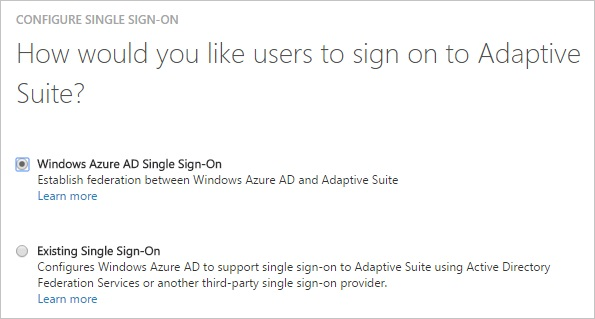 CONFIGURE SINGLE SIGN-ON
How would you like users to sign on to Adaptive
Suite?
Windows Azure AD Single Sign-On
Establish federation between Windows Azure AD and Adaptive Suite
Learn more
Existing Single Sign-On
Configures Windows Azure AD to support single sign-on to Adaptive Suite using Active Directory
Federation Services or another third-party single sign-on provider.
Learn more